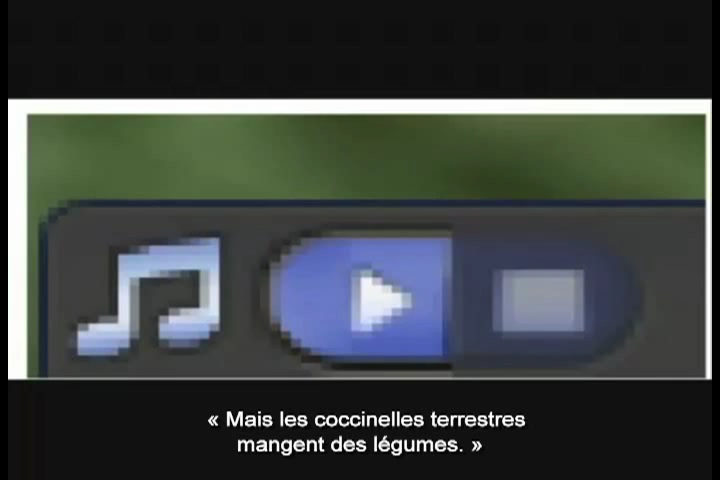 « Mais les coccinelles terrestres
mangent des légumes. »